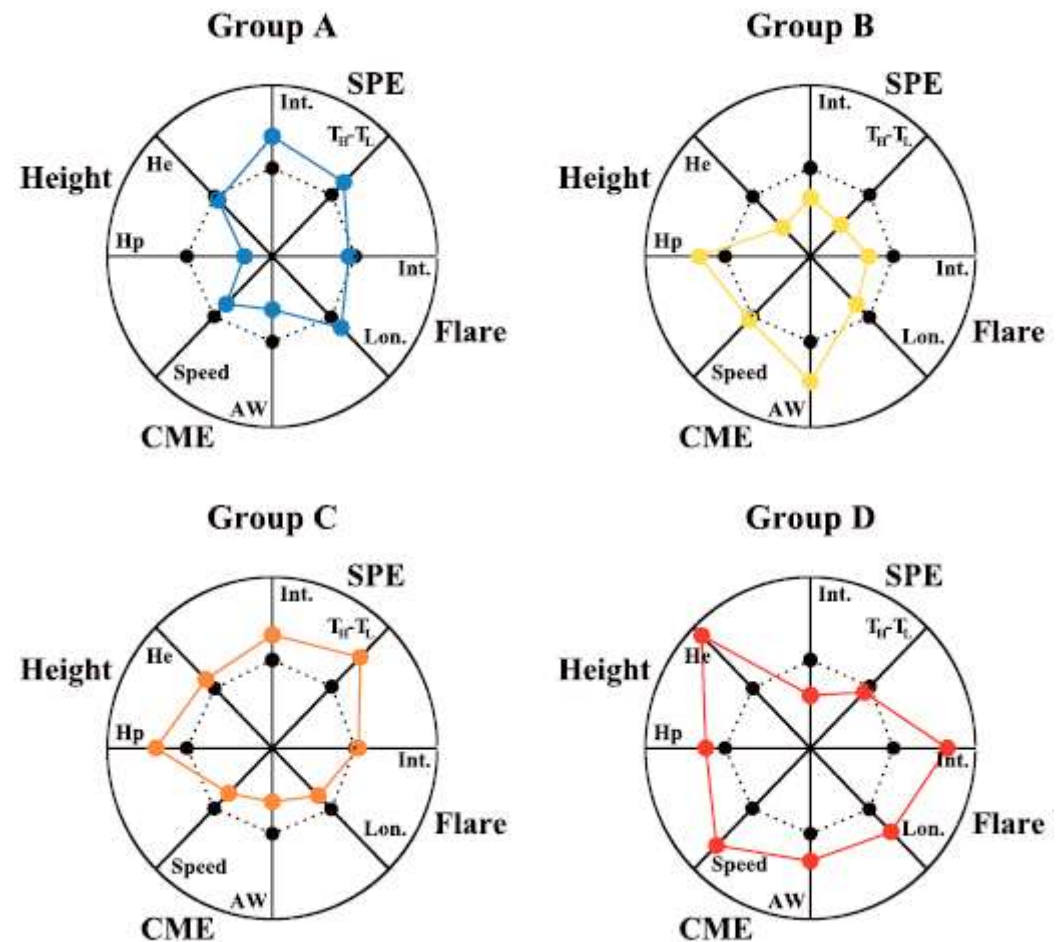 Group A
SPE
Int.
T_H-T_L
He
Height
Hp
Int.
Lon.
Flare
Speed
AW
CME
Group B
SPE
Int.
T_H-T_L
He
Height
Hp
Int.
Lon.
Flare
Speed
AW
CME
Group C
SPE
Int.
T_H-T_L
He
Height
Hp
Int.
Lon.
Flare
Speed
AW
CME
Group D
SPE
Int.
T_H-T_L
He
Height
Hp
Int.
Lon.
Flare
Speed
AW
CME